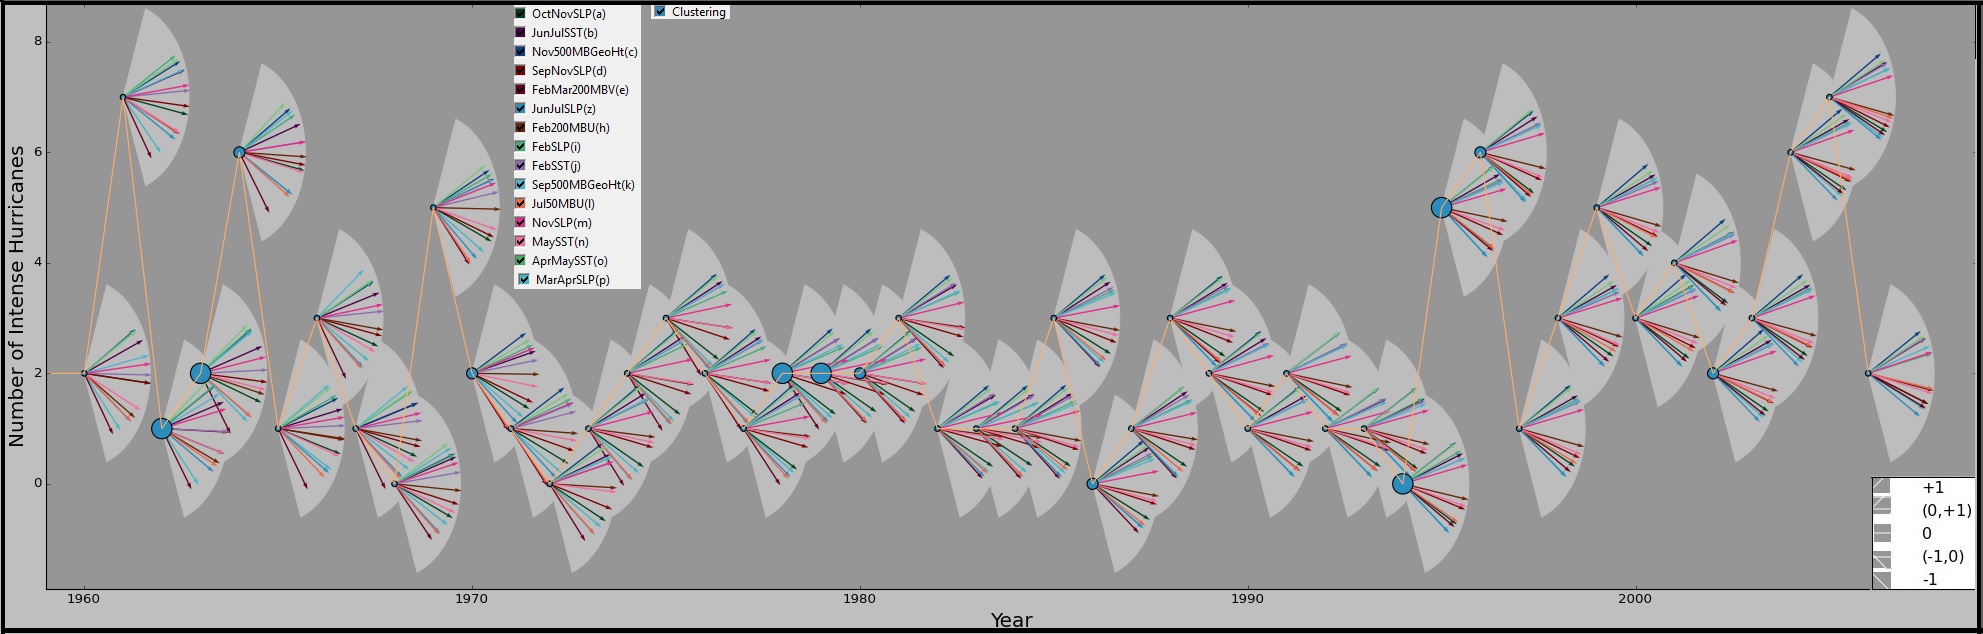 OctNovSLP(a)
JunJulSST(b)
Nov500MBGeoHt(c)
SepNovSLP(d)
FebMar200MBV(e)
JunJulSLP(z)
Feb200MBU(h)
FebSLP(i)
FebSST(j)
Sep500MBGeoHt(k)
Jul50MBU(l)
NovSLP(m)
MaySST(n)
AprMaySST(o)
MarAprSLP(p)
Clustering
Number of Intense Hurricanes
8
6
4
2
0
+1
(0,+1)
0
(-1,0)
-1
1960
1970
1980
1990
2000
Year